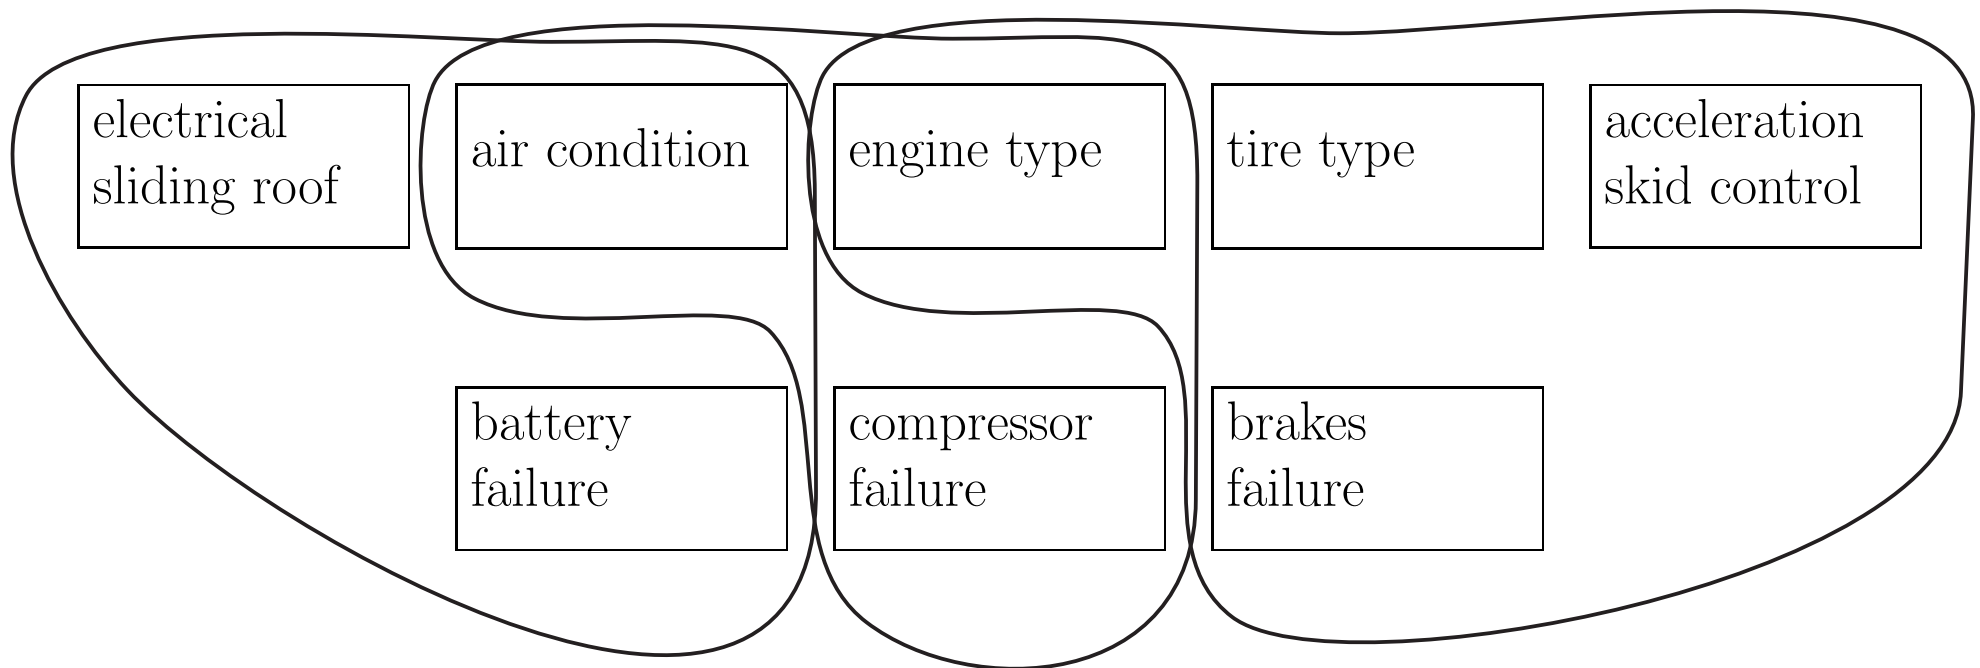 electrical
sliding roof
air condition
engine type
tire type
acceleration
skid control
battery
failure
compressor
failure
brakes
failure